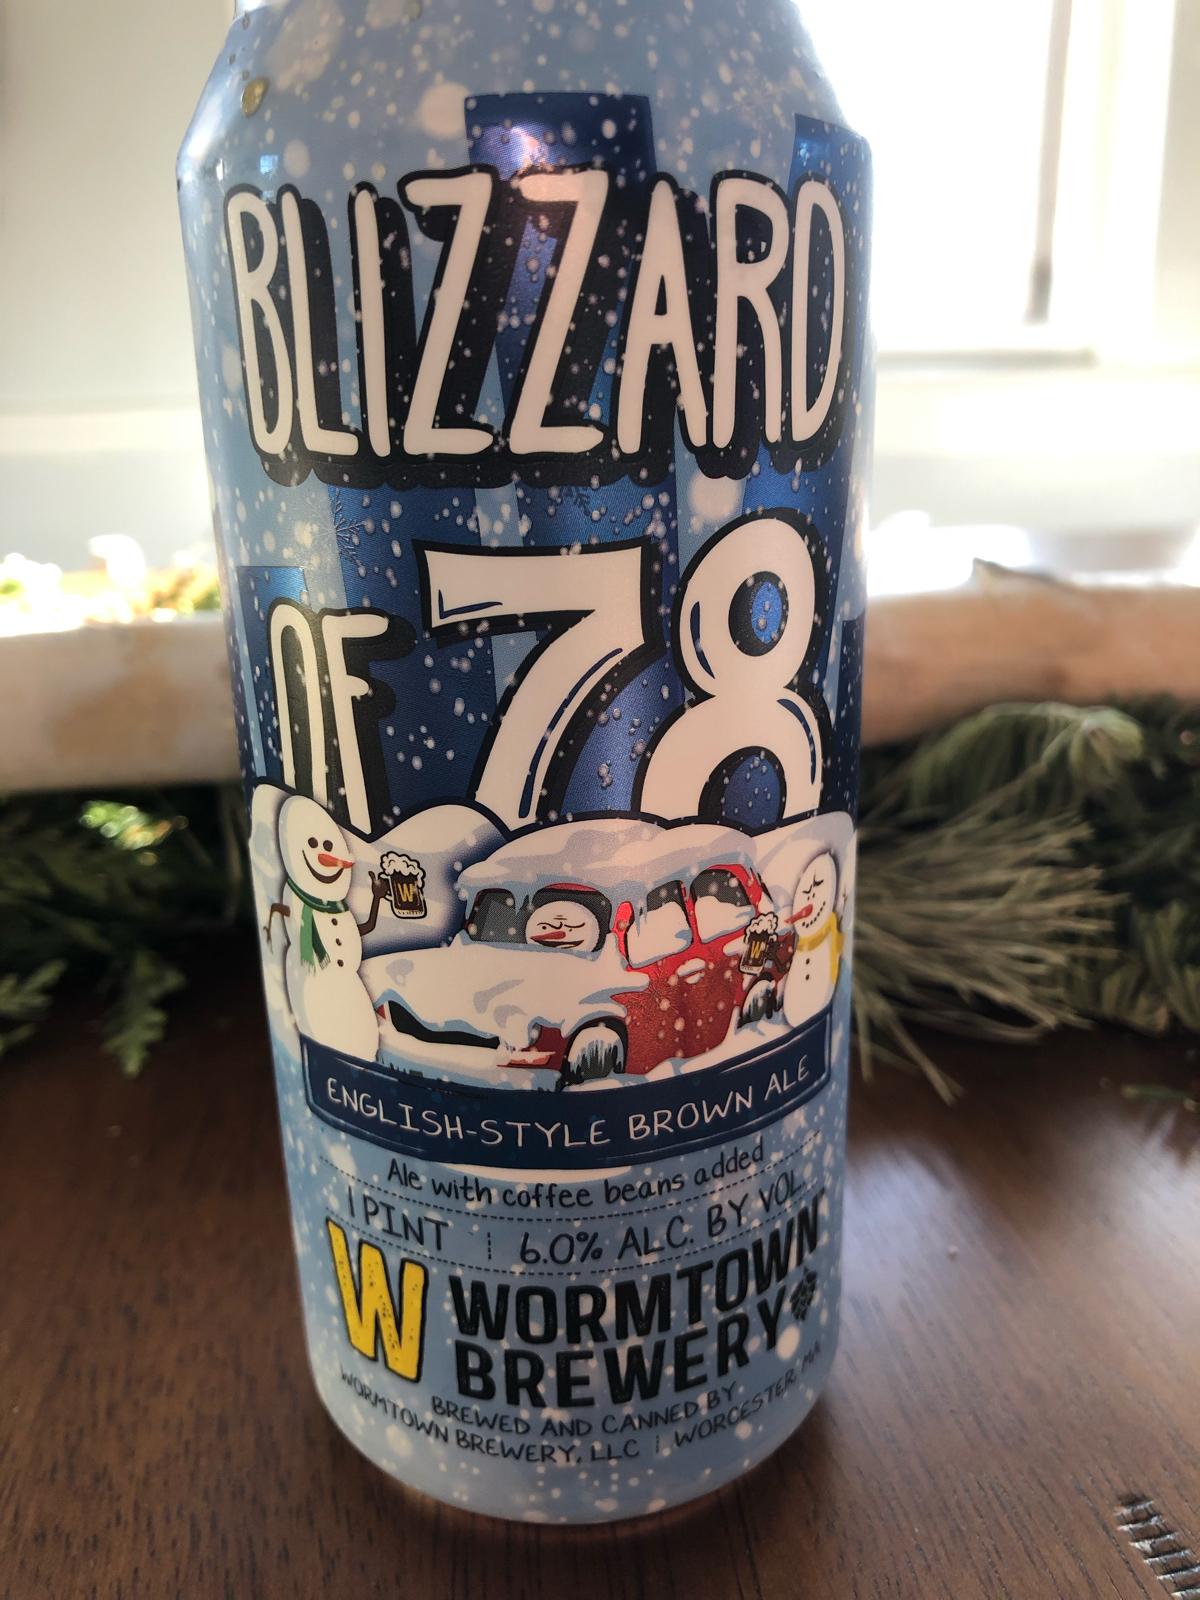 BLIZZARD
OF 78
W
W
ENGLISH-STYLE BROWN ALE
Ale with coffee beans added
1 PINT | 6.0% ALC. BY VOL.
W WORMTOWN
BREWERY
BREWED AND CANNED BY
WORMTOWN BREWERY, LLC | WORCESTER, MA